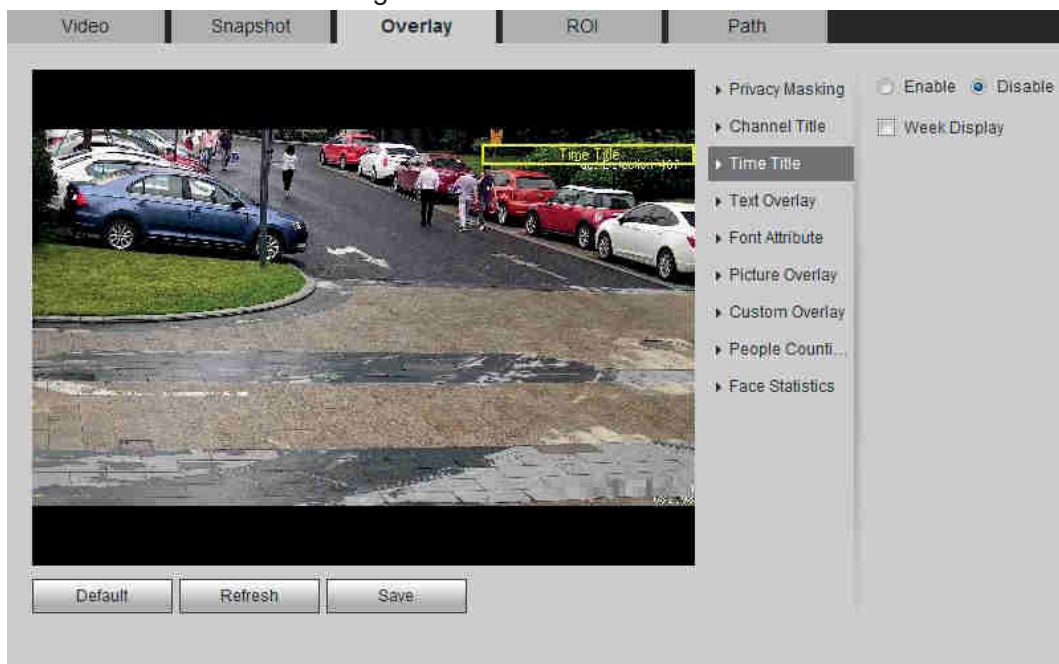 Video Snapshot Overlay ROI Path
Privacy Masking
Channel Title
Time Title
Text Overlay
Font Attribute
Picture Overlay
Custom Overlay
People Counti...
Face Statistics
Enable Disable
Week Display
Time Title
Default Refresh Save